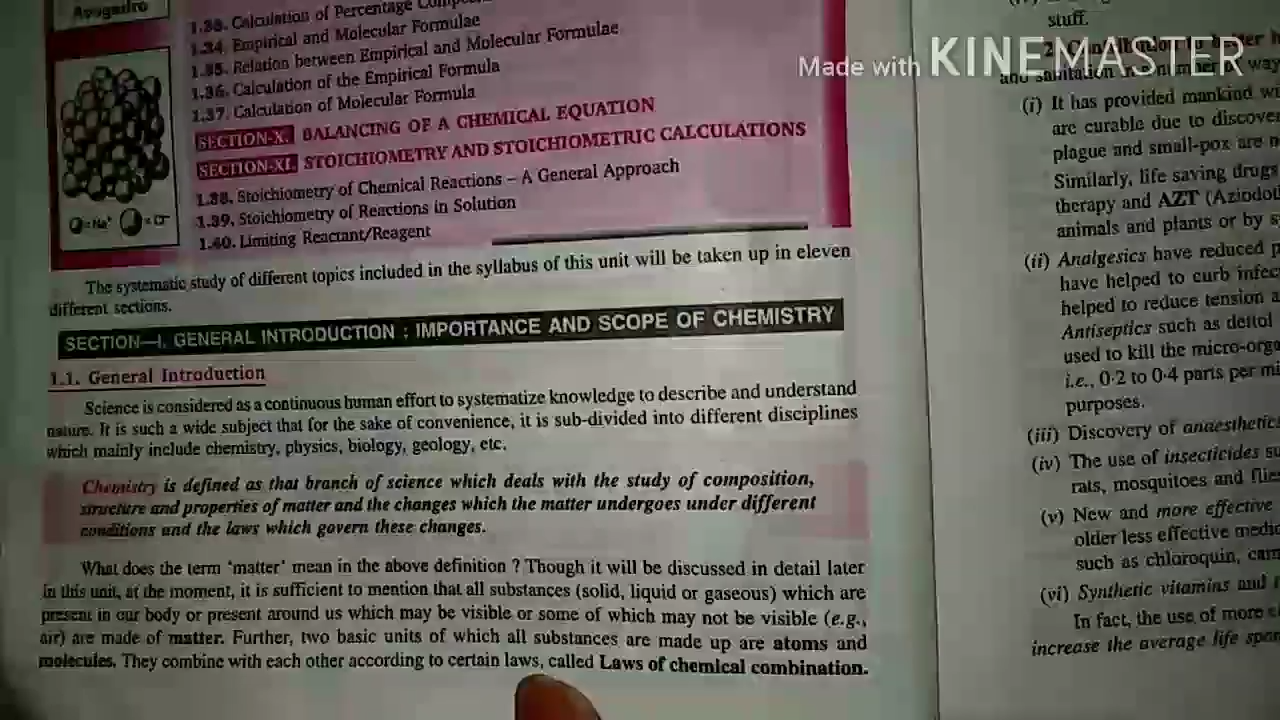 Avogadro
1.33. Calculation of Percentage
1.34. Empirical and Molecular Formulae
1.35. Relation between Empirical and Molecular Formulae
1.36. Calculation of the Empirical Formula
1.37. Calculation of Molecular Formula
SECTION-X. BALANCING OF A CHEMICAL EQUATION
SECTION-XI. STOICHIOMETRY AND STOICHIOMETRIC CALCULATIONS
1.38. Stoichiometry of Chemical Reactions – A General Approach
1.39. Stoichiometry of Reactions in Solution
1.40. Limiting Reactant/Reagent
=Na+ =Cl-
The systematic study of different topics included in the syllabus of this unit will be taken up in eleven
different sections.
SECTION—I. GENERAL INTRODUCTION : IMPORTANCE AND SCOPE OF CHEMISTRY
1.1. General Introduction
Science is considered as a continuous human effort to systematize knowledge to describe and understand
nature. It is such a wide subject that for the sake of convenience, it is sub-divided into different disciplines
which mainly include chemistry, physics, biology, geology, etc.
Chemistry is defined as that branch of science which deals with the study of composition,
structure and properties of matter and the changes which the matter undergoes under different
conditions and the laws which govern these changes.
What does the term 'matter' mean in the above definition ? Though it will be discussed in detail later
in this unit, at the moment, it is sufficient to mention that all substances (solid, liquid or gaseous) which are
present in our body or present around us which may be visible or some of which may not be visible (e.g.,
air) are made of matter. Further, two basic units of which all substances are made up are atoms and
molecules. They combine with each other according to certain laws, called Laws of chemical combination.
stuff.
Made with KINEMASTER
and sanitation in a number of
(i) It has provided mankind
are curable due to
plague and small-pox are
Similarly, life saving drugs
therapy and AZT
animals and plants or by
(ii) Analgesics have reduced
have helped to curb
helped to reduce tension
Antiseptics such as dettol
used to kill the
i.e., 0·2 to 0·4 parts per
purposes.
(iii) Discovery of
(iv) The use of insecticides
rats, mosquitoes and
(v) New and more effective
older less effective
such as chloroquin,
(vi) Synthetic vitamins and
In fact, the use of more
increase the average life